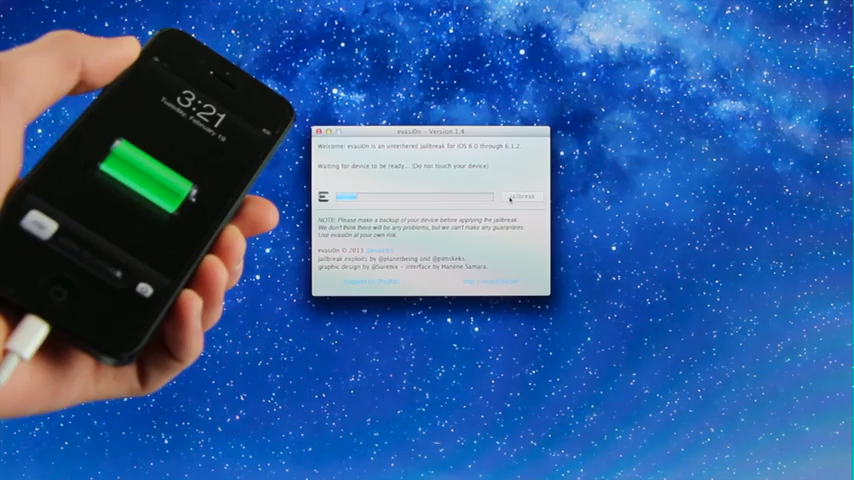 3:21
Tuesday, February 19
evasi0n - Version 1.4
Welcome! evasi0n is an untethered jailbreak for iOS 6.0 through 6.1.2.
Waiting for device to be ready... (Do not touch your device)
Jailbreak
NOTE: Please make a backup of your device before applying the jailbreak.
We don't think there will be any problems, but we can't make any guarantees.
Use evasi0n at your own risk.
evasi0n © 2013
Jailbreak exploits by @planetbeing and @pimskeks.
graphic design by @Saremix - interface by Hanene Samara.